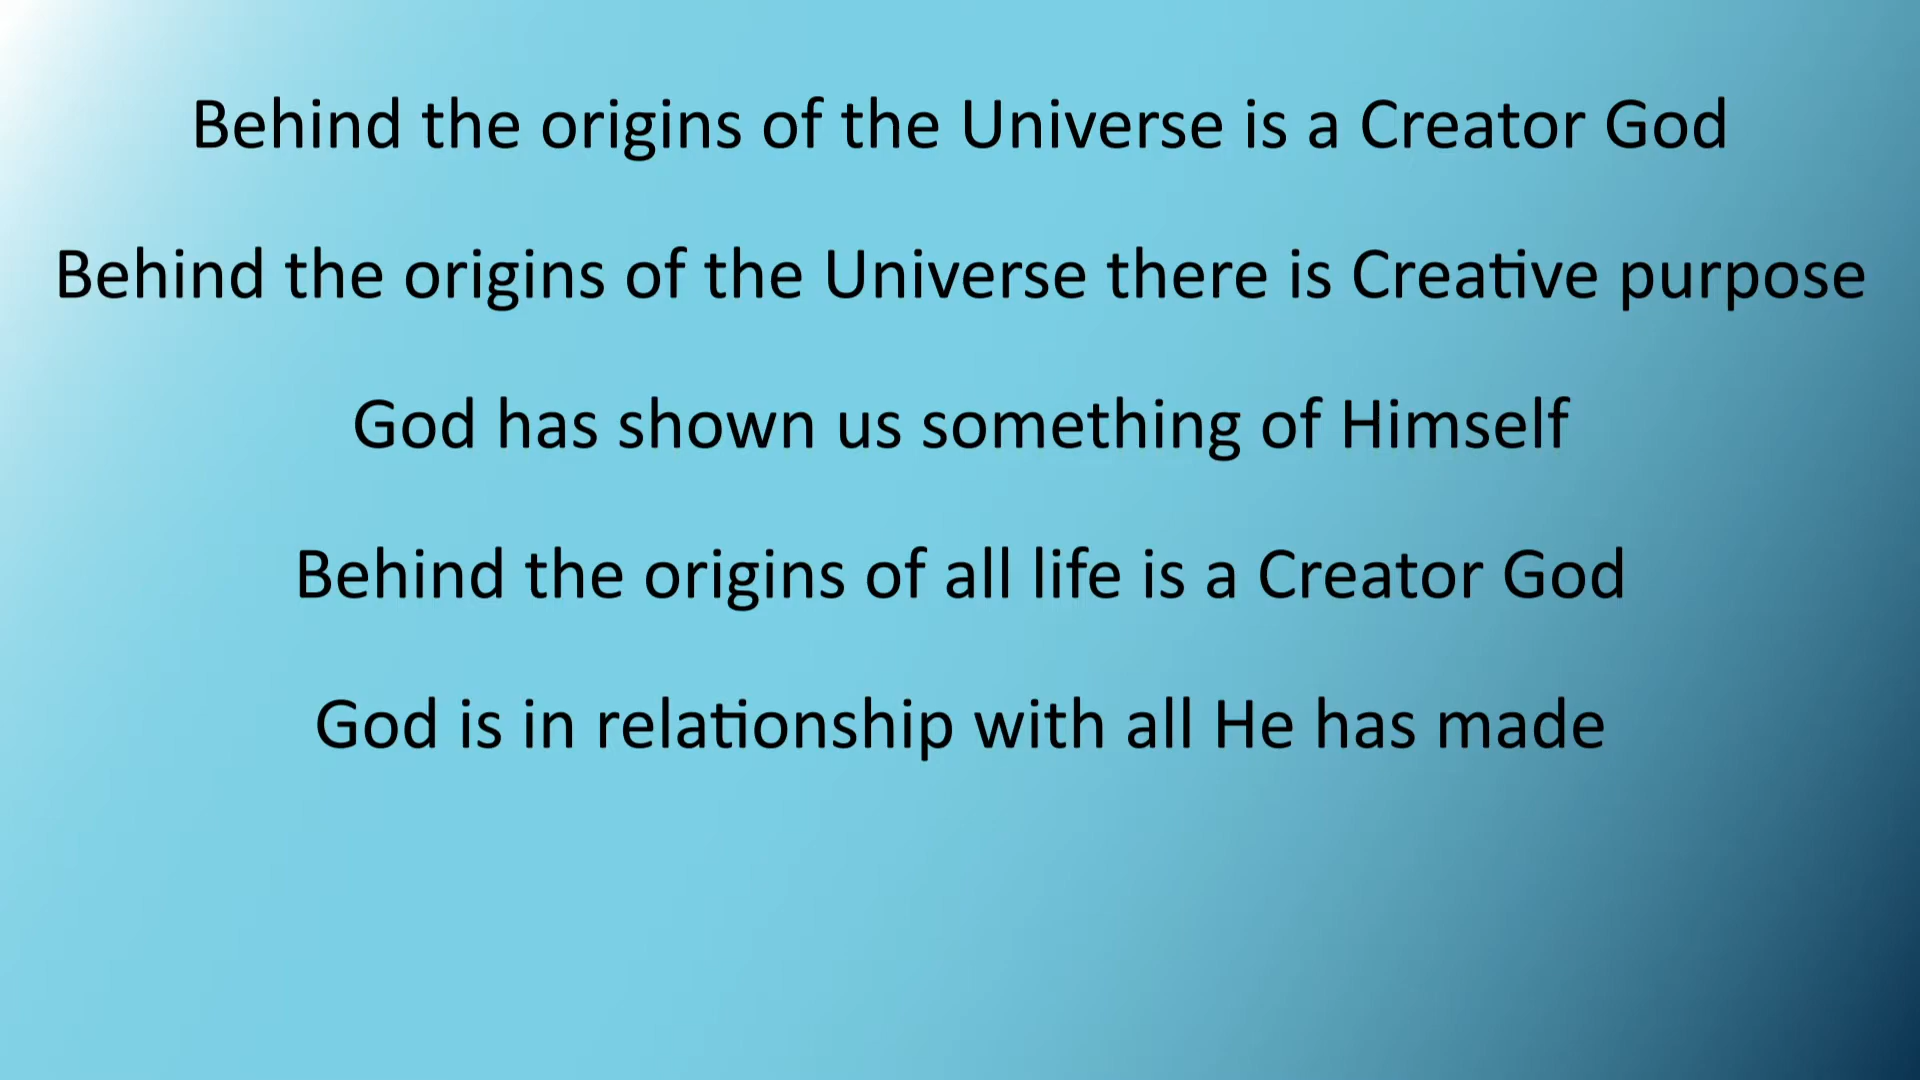 Behind the origins of the Universe is a Creator God
Behind the origins of the Universe there is Creative purpose
God has shown us something of Himself
Behind the origins of all life is a Creator God
God is in relationship with all He has made